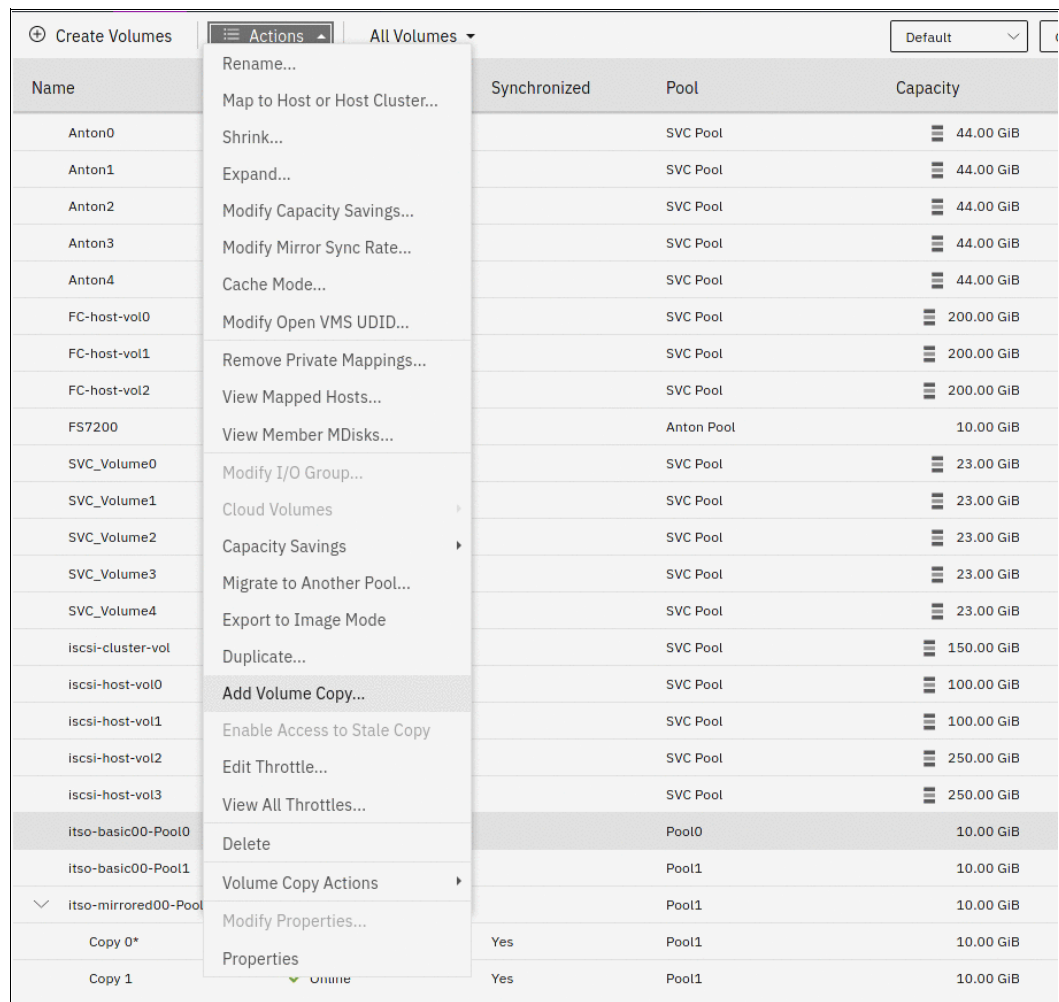 Create Volumes Actions All Volumes Default
Name Synchronized Pool Capacity
Rename...
Map to Host or Host Cluster...
Shrink...
Expand...
Modify Capacity Savings...
Modify Mirror Sync Rate...
Cache Mode...
Modify Open VMS UDID...
Remove Private Mappings...
View Mapped Hosts...
View Member MDisks...
Modify I/O Group...
Cloud Volumes
Capacity Savings
Migrate to Another Pool...
Export to Image Mode
Duplicate...
Add Volume Copy...
Enable Access to Stale Copy
Edit Throttle...
View All Throttles...
Delete
Volume Copy Actions
Modify Properties...
Properties
Anton0 SVC Pool 44.00 GiB
Anton1 SVC Pool 44.00 GiB
Anton2 SVC Pool 44.00 GiB
Anton3 SVC Pool 44.00 GiB
Anton4 SVC Pool 44.00 GiB
FC-host-vol0 SVC Pool 200.00 GiB
FC-host-vol1 SVC Pool 200.00 GiB
FC-host-vol2 SVC Pool 200.00 GiB
FS7200 Anton Pool 10.00 GiB
SVC_Volume0 SVC Pool 23.00 GiB
SVC_Volume1 SVC Pool 23.00 GiB
SVC_Volume2 SVC Pool 23.00 GiB
SVC_Volume3 SVC Pool 23.00 GiB
SVC_Volume4 SVC Pool 23.00 GiB
iscsi-cluster-vol SVC Pool 150.00 GiB
iscsi-host-vol0 SVC Pool 100.00 GiB
iscsi-host-vol1 SVC Pool 100.00 GiB
iscsi-host-vol2 SVC Pool 250.00 GiB
iscsi-host-vol3 SVC Pool 250.00 GiB
itso-basic00-Pool0 Pool0 10.00 GiB
itso-basic00-Pool1 Pool1 10.00 GiB
itso-mirrored00-Pool Pool1 10.00 GiB
Copy 0* Yes Pool1 10.00 GiB
Copy 1 Online Yes Pool1 10.00 GiB